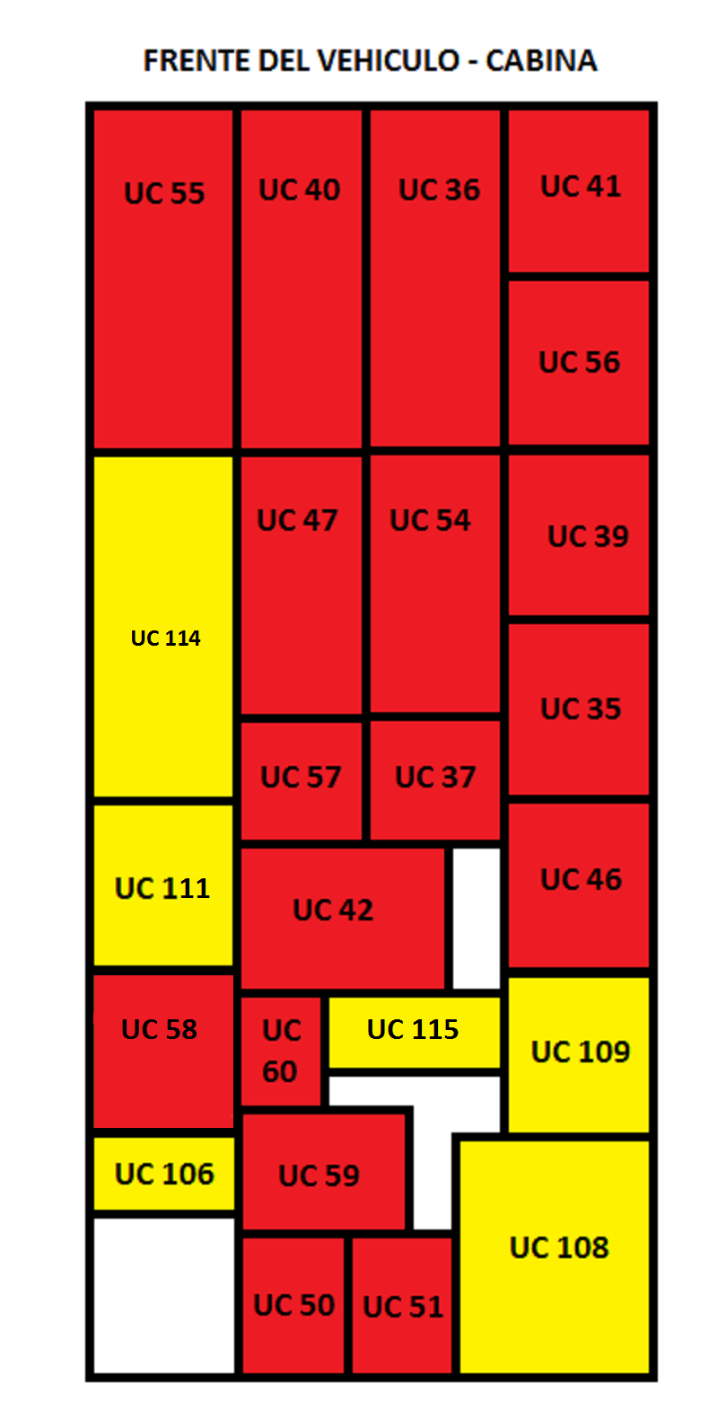 FRENTE DEL VEHICULO - CABINA
UC 55
UC 40
UC 36
UC 41
UC 56
UC 47
UC 54
UC 39
UC 114
UC 35
UC 57
UC 37
UC 111
UC 42
UC 46
UC 58
UC
60
UC 115
UC 109
UC 106
UC 59
UC 108
UC 50
UC 51